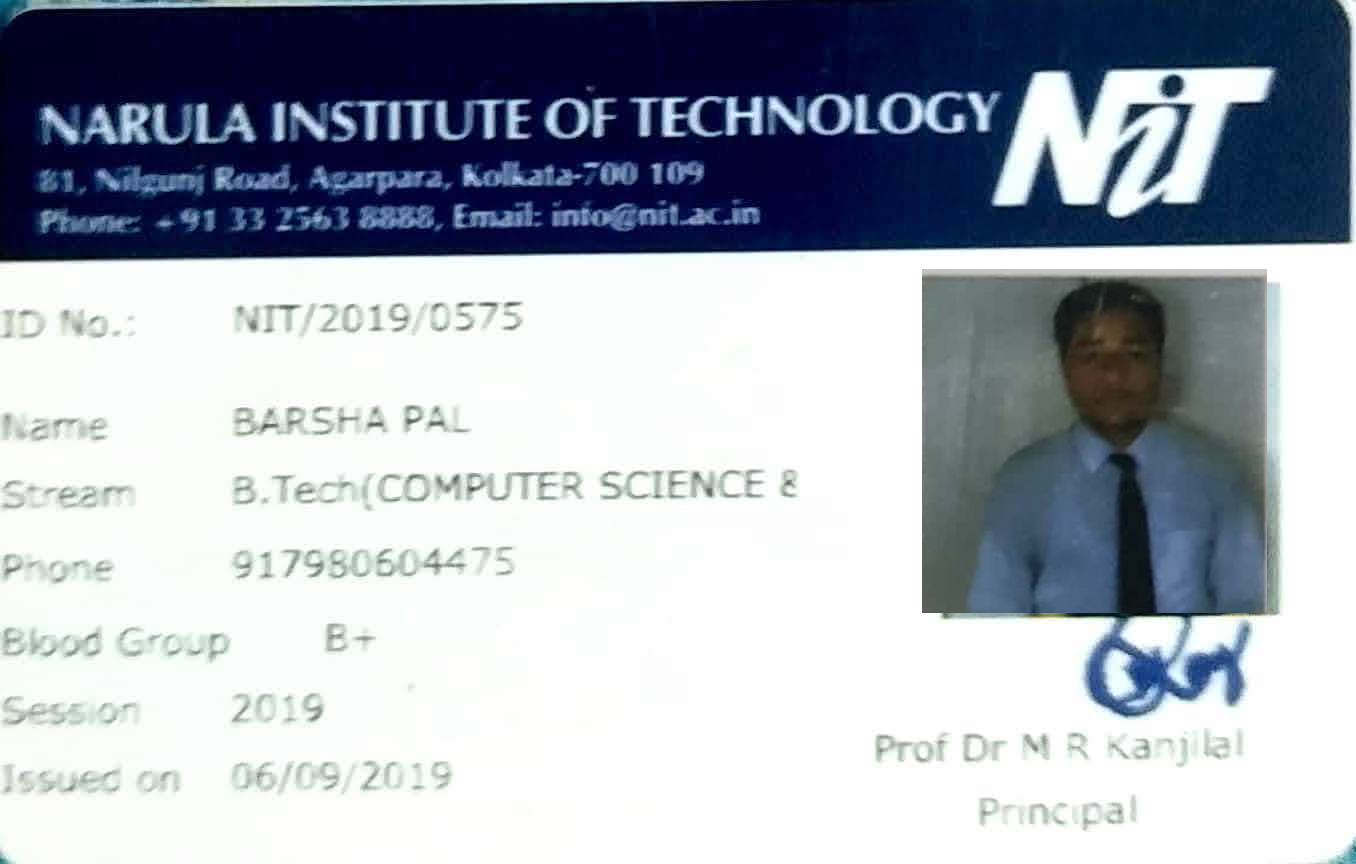 NARULA INSTITUTE OF TECHNOLOGY
NiT
81, Nilgunj Road, Agarpara, Kolkata-700 109
Phone: +91 33 2563 8888, Email: info@nit.ac.in
ID No.: NIT/2019/0575
Name BARSHA PAL
Stream B.Tech(COMPUTER SCIENCE &
Phone 917980604475
Blood Group B+
Session 2019
Issued on 06/09/2019
Prof Dr M R Kanjilal
Principal